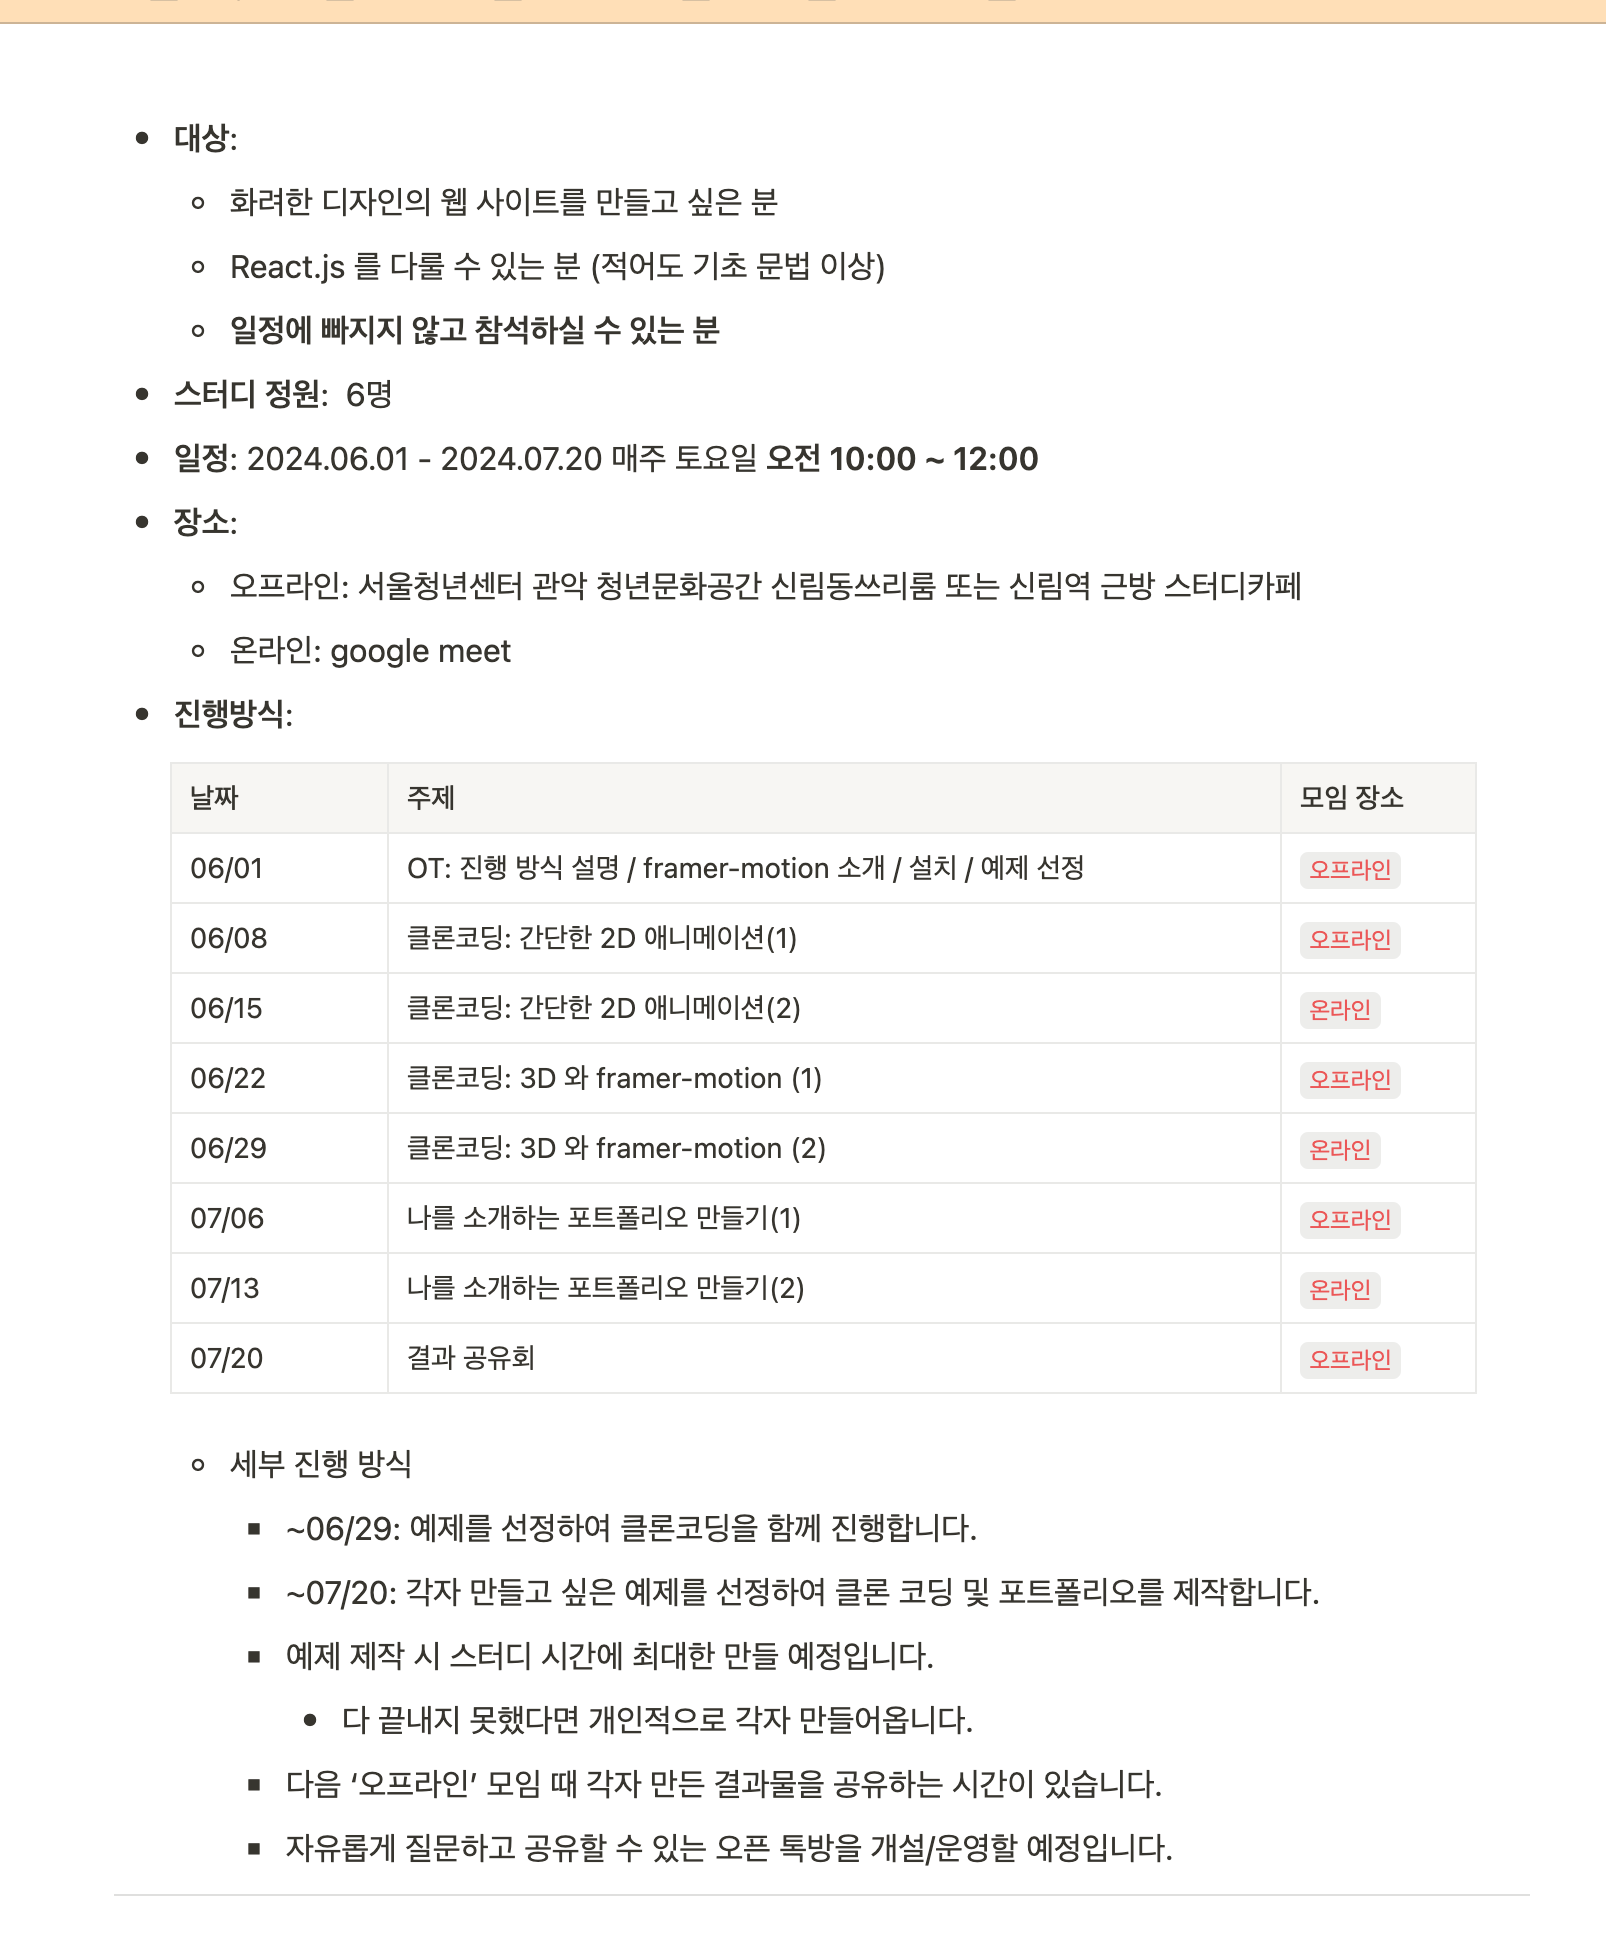 대상:
화려한 디자인의 웹 사이트를 만들고 싶은 분
React.js 를 다룰 수 있는 분 (적어도 기초 문법 이상)
일정에 빠지지 않고 참석하실 수 있는 분
스터디 정원: 6명
일정: 2024.06.01 - 2024.07.20 매주 토요일 오전 10:00 ~ 12:00
장소:
오프라인: 서울청년센터 관악 청년문화공간 신림동쓰리룸 또는 신림역 근방 스터디카페
온라인: google meet
진행방식:
날짜 주제 모임 장소
06/01 OT: 진행 방식 설명 / framer-motion 소개 / 설치 / 예제 선정 오프라인
06/08 클론코딩: 간단한 2D 애니메이션(1) 오프라인
06/15 클론코딩: 간단한 2D 애니메이션(2) 온라인
06/22 클론코딩: 3D 와 framer-motion (1) 오프라인
06/29 클론코딩: 3D 와 framer-motion (2) 온라인
07/06 나를 소개하는 포트폴리오 만들기(1) 오프라인
07/13 나를 소개하는 포트폴리오 만들기(2) 온라인
07/20 결과 공유회 오프라인
세부 진행 방식
~06/29: 예제를 선정하여 클론코딩을 함께 진행합니다.
~07/20: 각자 만들고 싶은 예제를 선정하여 클론 코딩 및 포트폴리오를 제작합니다.
예제 제작 시 스터디 시간에 최대한 만들 예정입니다.
다 끝내지 못했다면 개인적으로 각자 만들어옵니다.
다음 ‘오프라인’ 모임 때 각자 만든 결과물을 공유하는 시간이 있습니다.
자유롭게 질문하고 공유할 수 있는 오픈 톡방을 개설/운영할 예정입니다.